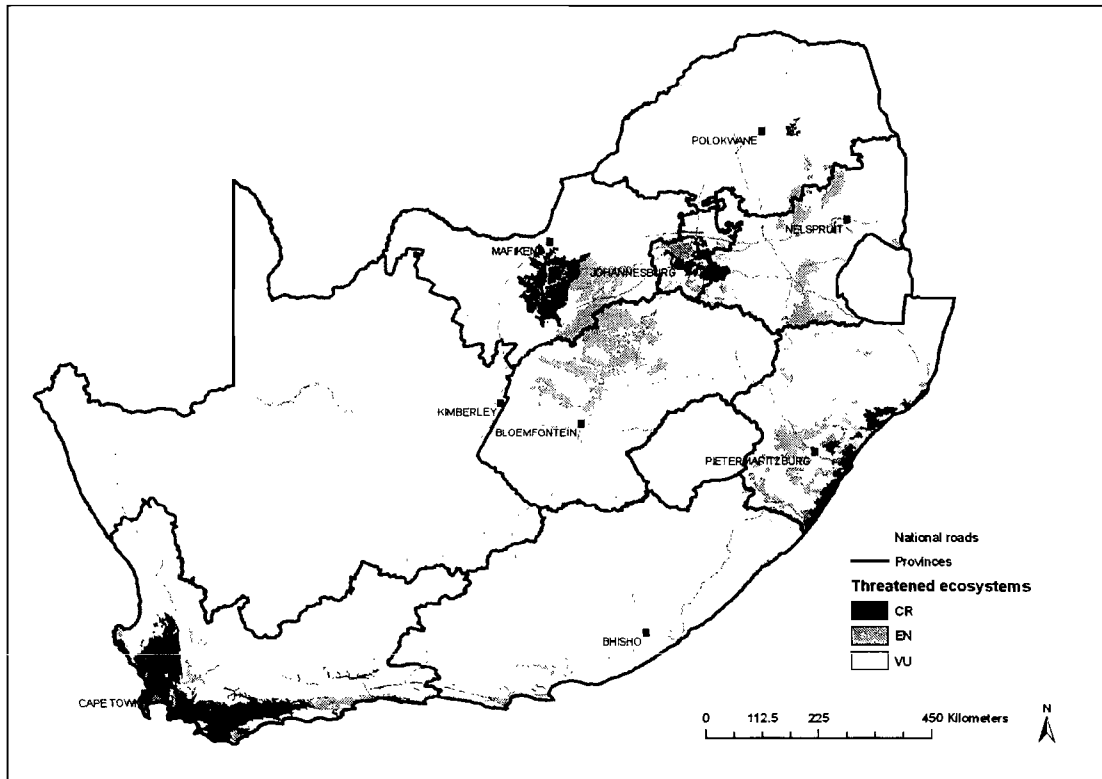 POLOKWANE
NELSPRUIT
MAFIKEN
JOHANNESBURG
KIMBERLEY
BLOEMFONTEIN
PIETERMARITZBURG
National roads
Provinces
Threatened ecosystems
CR
EN
VU
BHISHO
CAPE TOWN
N
0 112.5 225 450 Kilometers